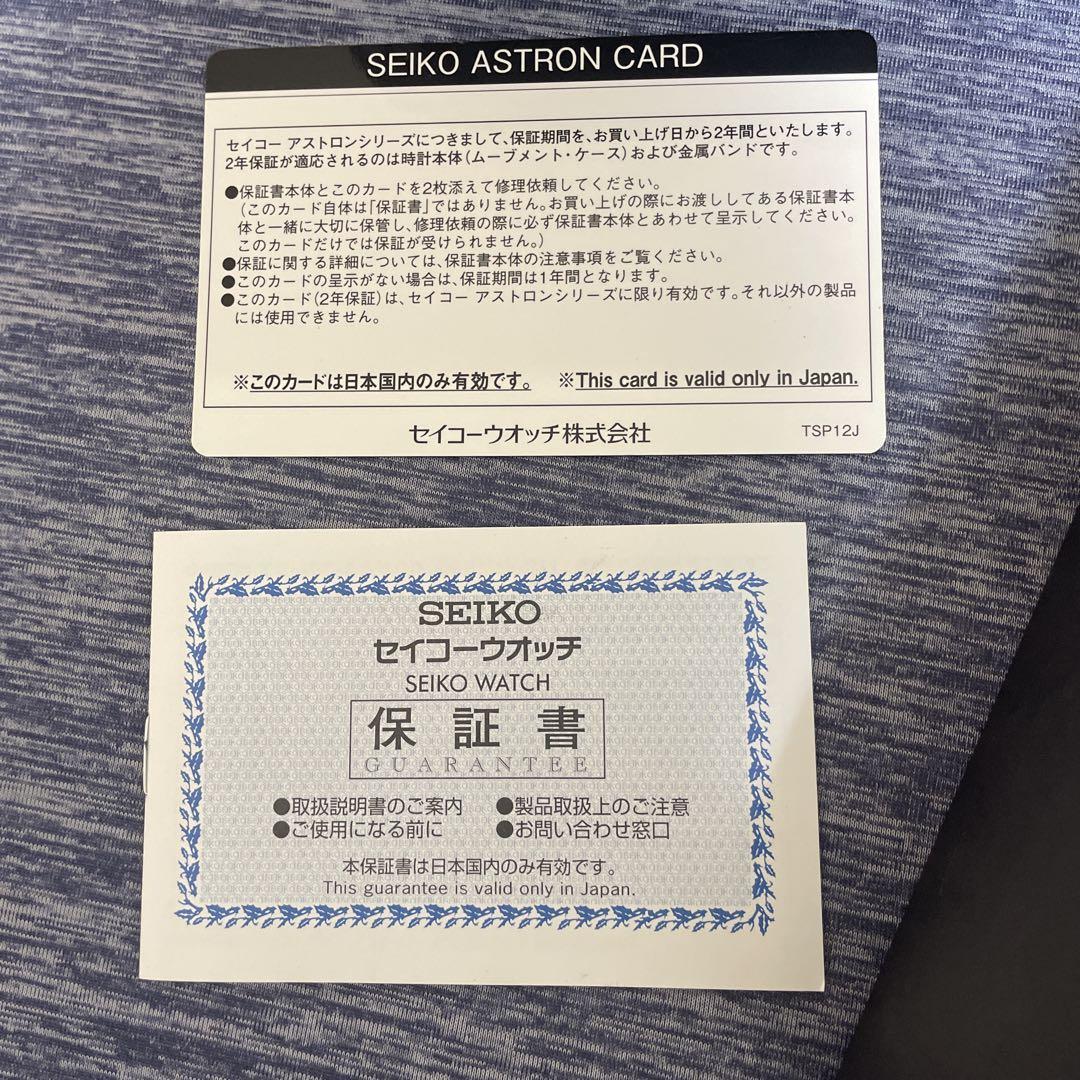 SEIKO ASTRON CARD
セイコー アストロンシリーズにつきまして、保証期間を、お買い上げ日から2年間といたします。
2年保証が適応されるのは時計本体(ムーブメント・ケース)および金属バンドです。
●保証書本体とこのカードを2枚添えて修理依頼してください。
(このカード自体は「保証書」ではありません。お買い上げの際にお渡ししてある保証書本
体と一緒に大切に保管し、修理依頼の際に必ず保証書本体とあわせて呈示してください。
このカードだけでは保証が受けられません。)
●保証に関する詳細については、保証書本体の注意事項をご覧ください。
●このカードの呈示がない場合は、保証期間は1年間となります。
●このカード(2年保証)は、セイコー アストロンシリーズに限り有効です。それ以外の製品
には使用できません。
※このカードは日本国内のみ有効です。 ※This card is valid only in Japan.
セイコーウオッチ株式会社 TSP12J
SEIKO
セイコーウオッチ
SEIKO WATCH
保証書
GUARANTEE
●取扱説明書のご案内 ●製品取扱上のご注意
●ご使用になる前に ●お問い合わせ窓口
本保証書は日本国内のみ有効です。
This guarantee is valid only in Japan.